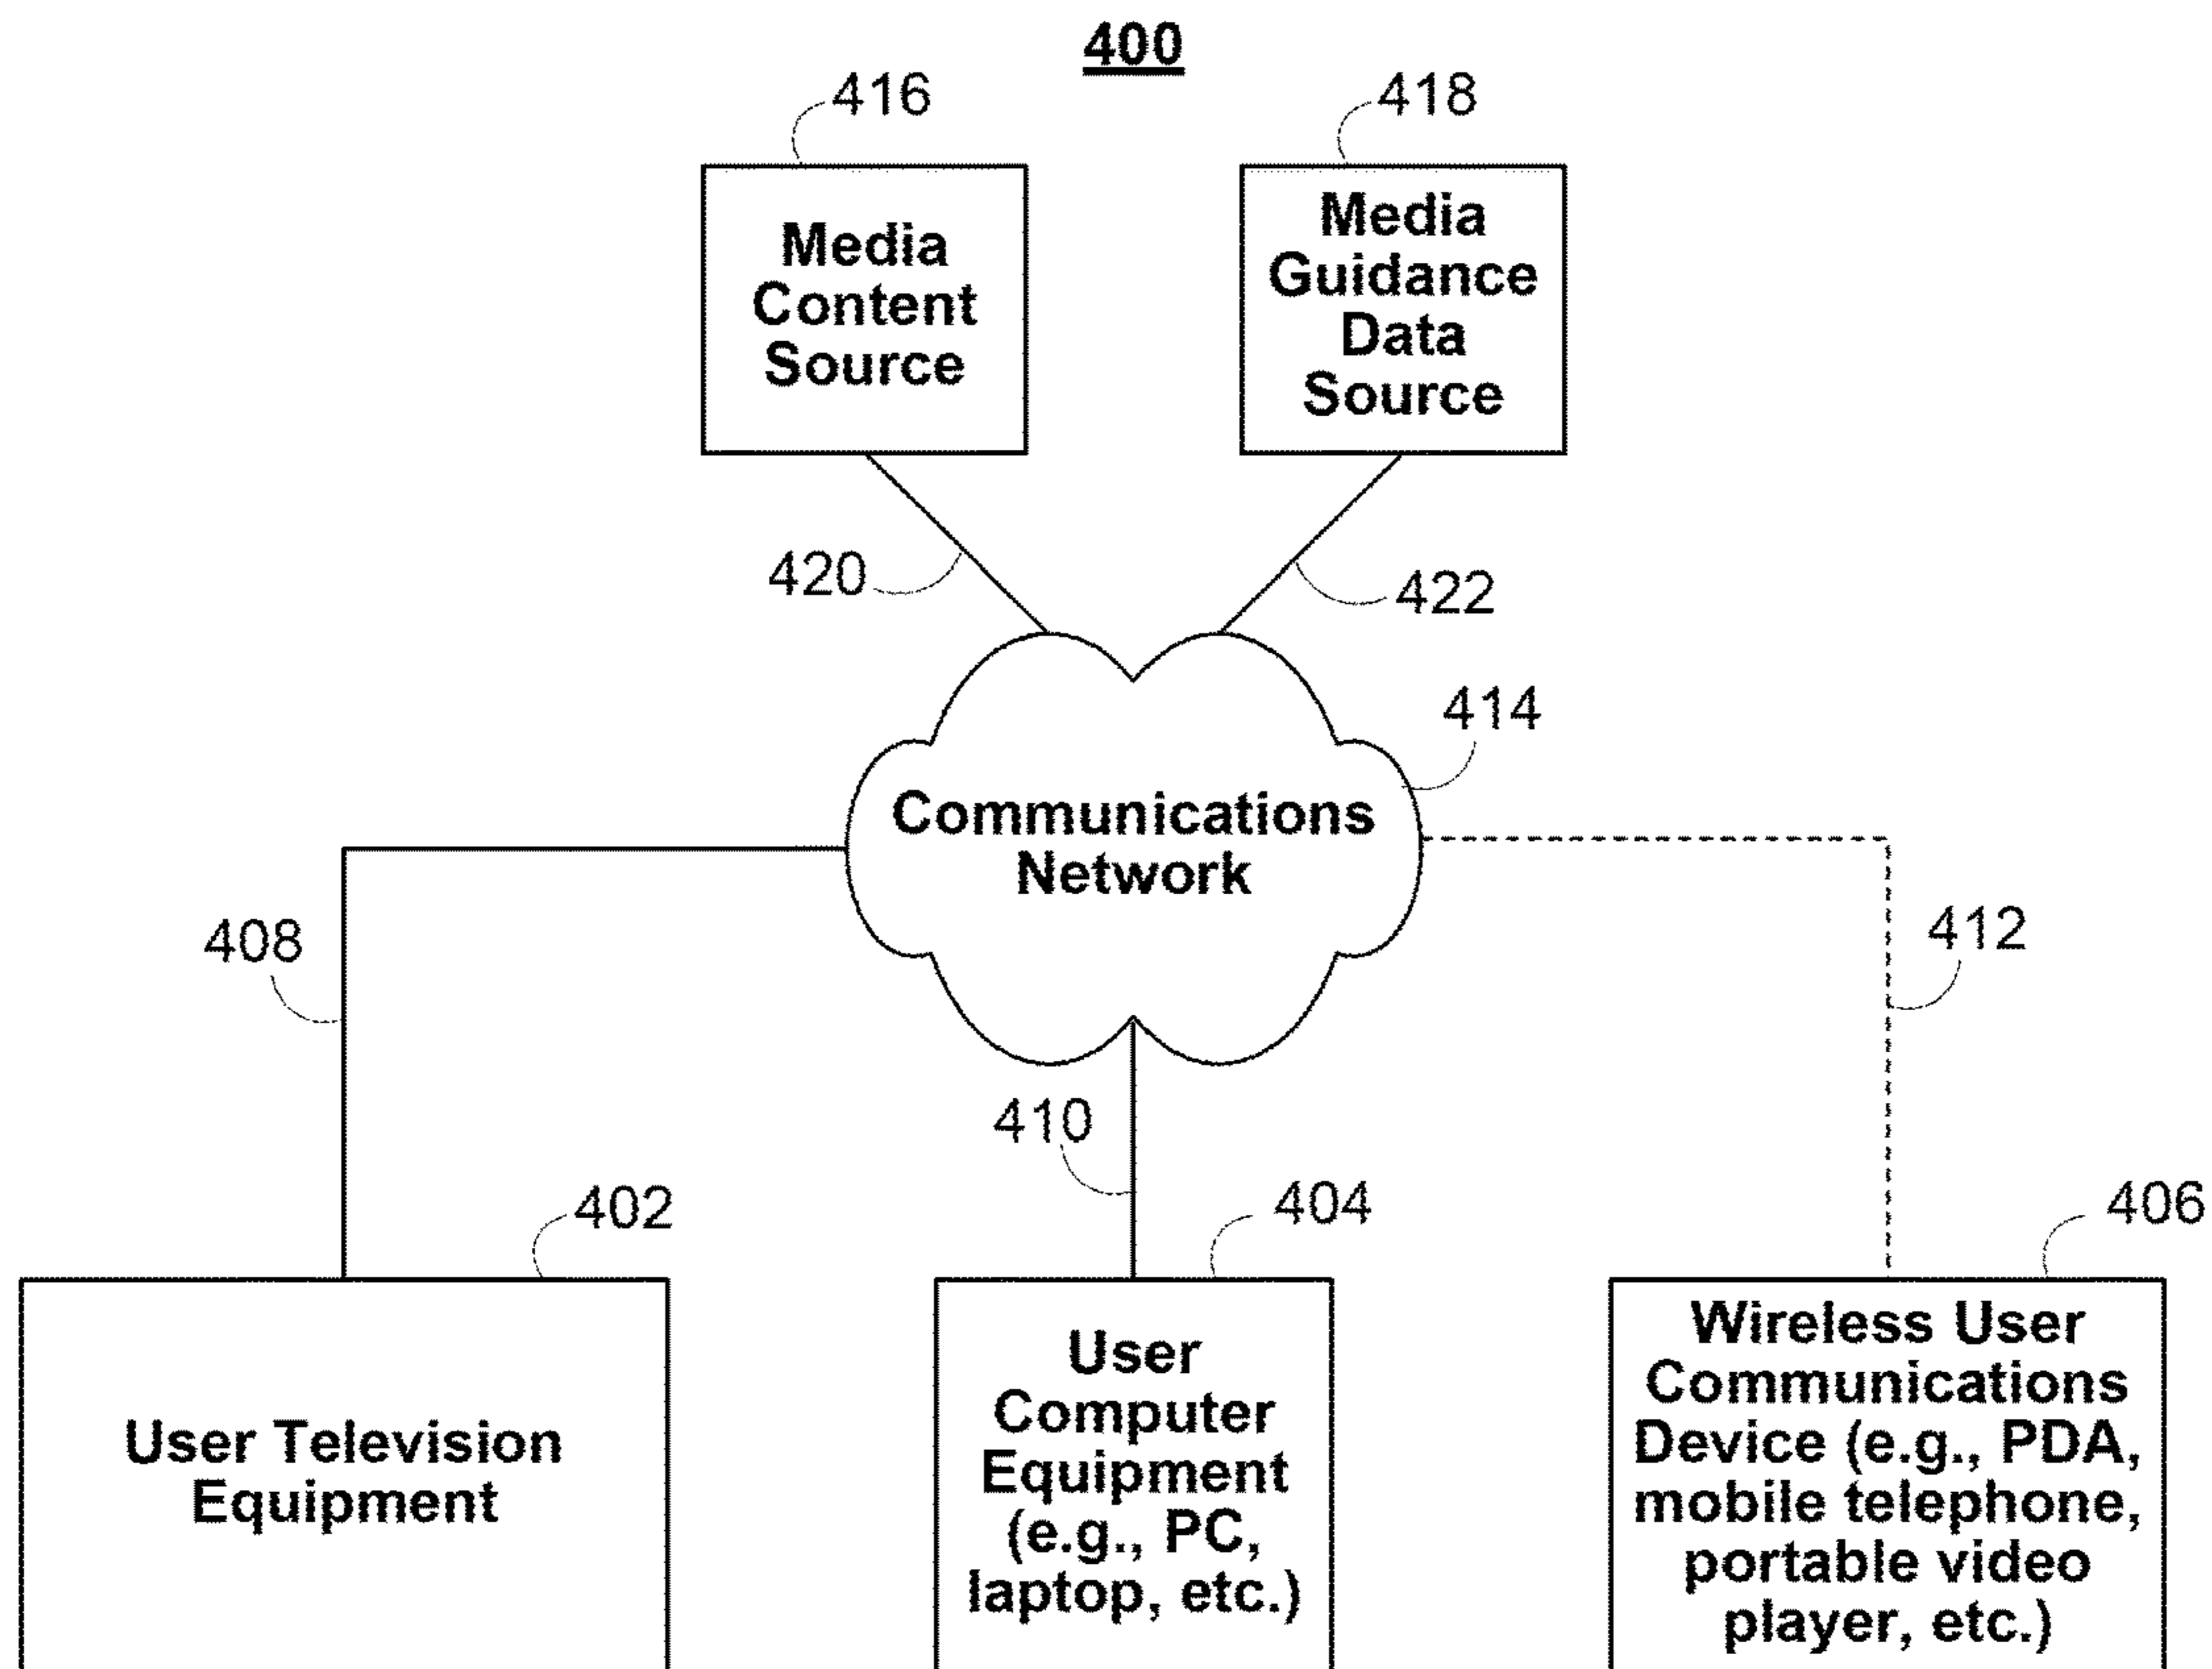 400
416
418
Media
Content
Source
Media
Guidance
Data
Source
420
422
414
Communications
Network
408
412
410
402
404
406
User Television
Equipment
User
Computer
Equipment
(e.g., PC,
laptop, etc.)
Wireless User
Communications
Device (e.g., PDA,
mobile telephone,
portable video
player, etc.)